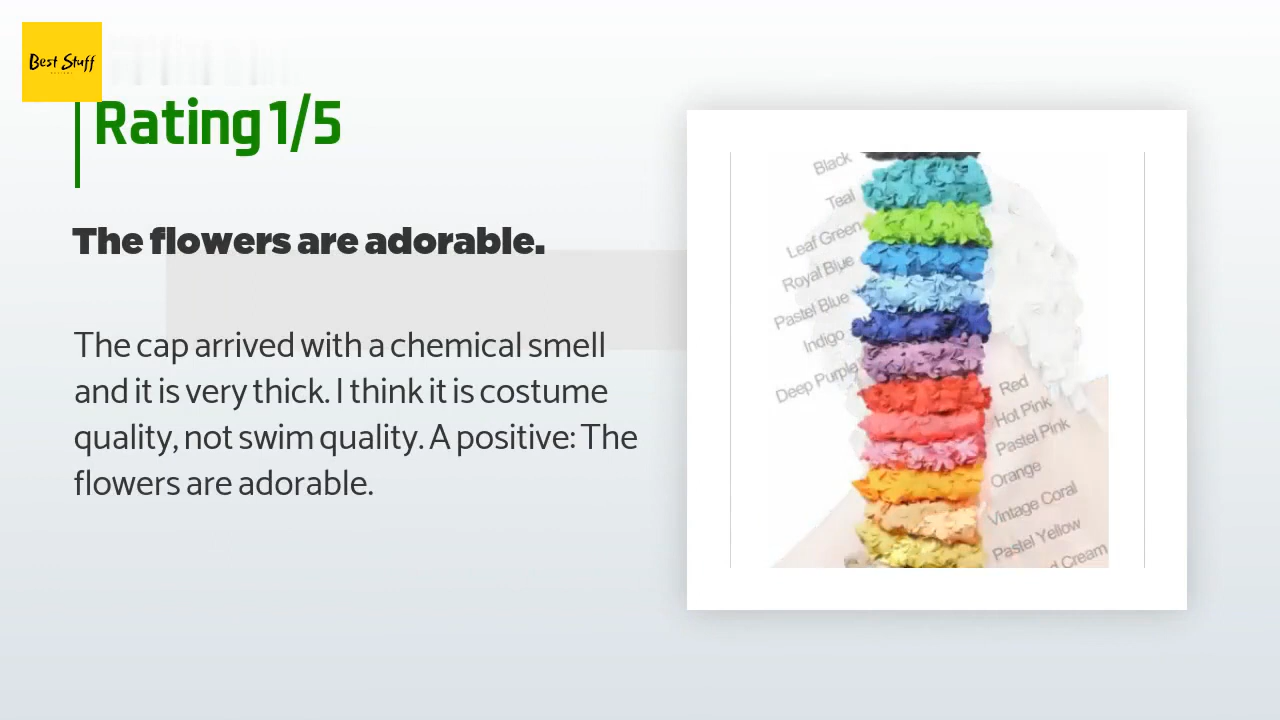 Best Stuff
Rating 1/5
The flowers are adorable.
The cap arrived with a chemical smell
and it is very thick. I think it is costume
quality, not swim quality. A positive: The
flowers are adorable.
Black
Teal
Leaf Green
Royal Blue
Pastel Blue
Indigo
Deep Purple
Red
Hot Pink
Pastel Pink
Orange
Vintage Coral
Pastel Yellow
d Cream